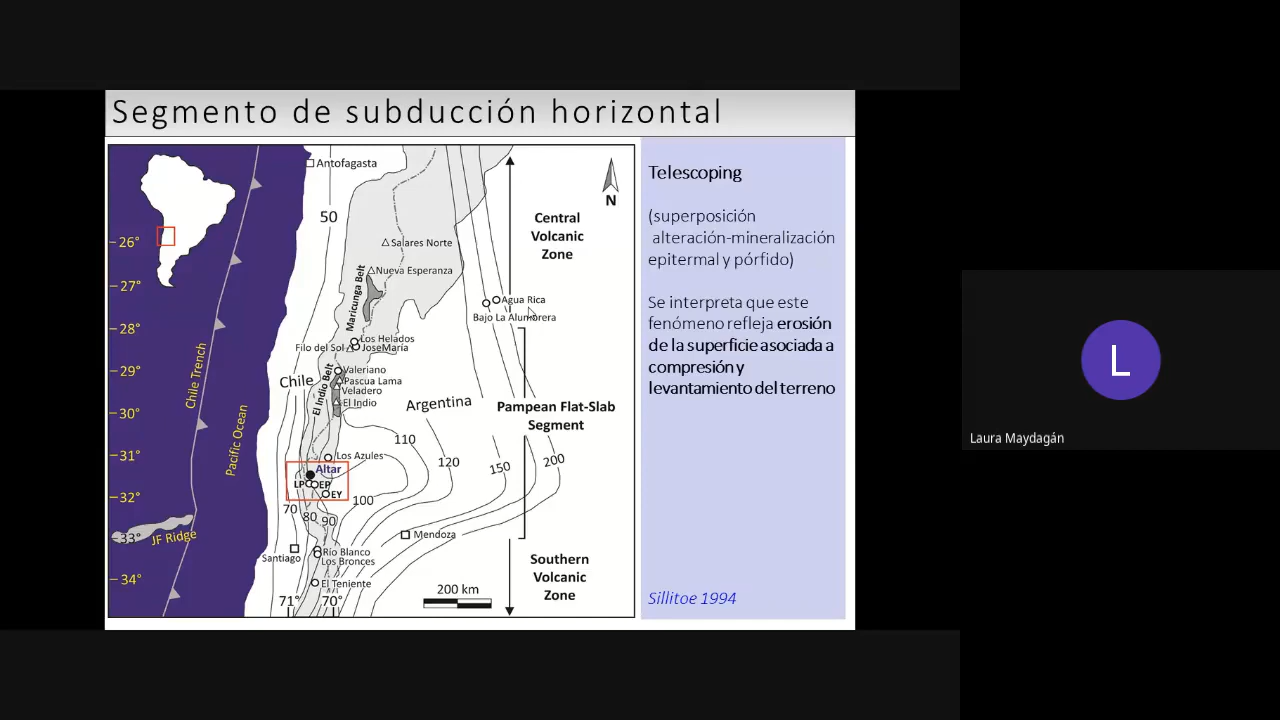 Segmento de subducción horizontal
Antofagasta
N
50
Central
Volcanic
Zone
26°
Salares Norte
Nueva Esperanza
27°
Maricunga Belt
Agua Rica
Bajo La Alumbrera
28°
Los Helados
Filo del Sol
JoseMaría
29°
Chile Trench
Chile
El Indio Belt
Valeriano
Pascua Lama
Veladero
El Indio
Argentina
Pampean Flat-Slab
Segment
30°
Pacific Ocean
110
120
150
200
31°
Los Azules
Altar
LP
EP
EY
100
32°
70
80
90
33°
JF Ridge
Mendoza
Santiago
Río Blanco
Los Bronces
Southern
Volcanic
Zone
34°
El Teniente
200 km
71°
70°
Telescoping
(superposición
alteración-mineralización
epitermal y pórfido)
Se interpreta que este
fenómeno refleja erosión
de la superficie asociada a
compresión y
levantamiento del terreno
Sillitoe 1994
L
Laura Maydagán